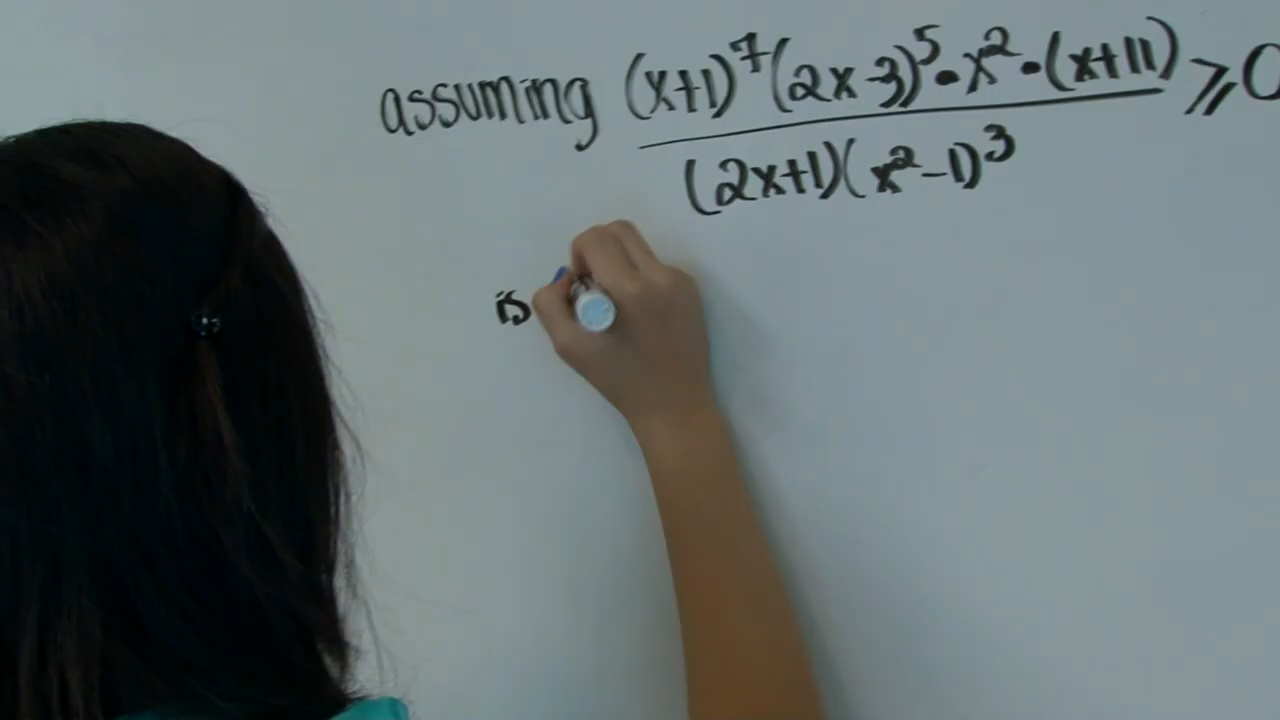 assuming (x+1)^7(2x-3)^5•x^2•(x+11) ⩾0
(2x+1)(x^2-1)^3
is